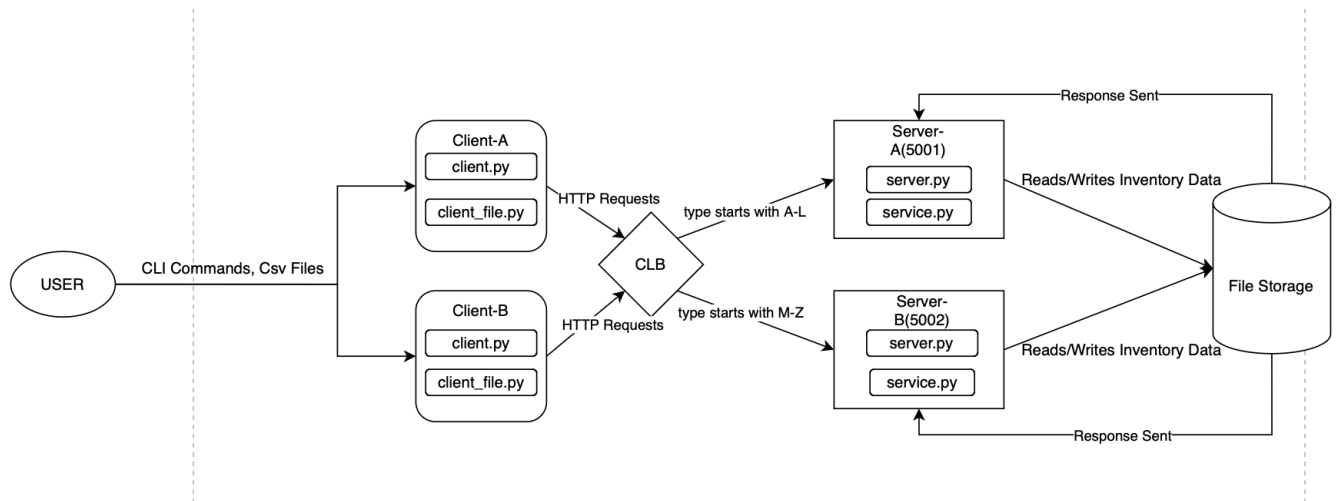 USER
CLI Commands, Csv Files
Client-A
client.py
client_file.py
Client-B
client.py
client_file.py
HTTP Requests
HTTP Requests
CLB
type starts with A-L
type starts with M-Z
Server-
A(5001)
server.py
service.py
Server-
B(5002)
server.py
service.py
Response Sent
Reads/Writes Inventory Data
Reads/Writes Inventory Data
Response Sent
File Storage